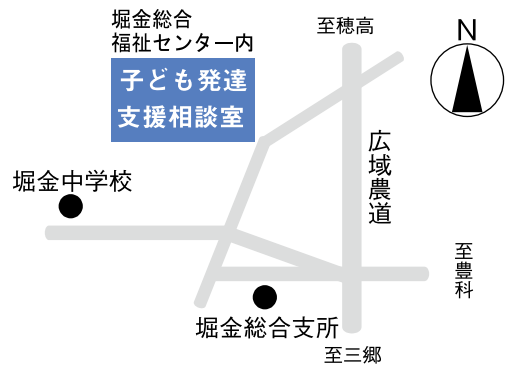 堀金総合
福祉センター内
子ども発達
支援相談室
至穂高
N
広域農道
堀金中学校
至豊科
堀金総合支所
至三郷